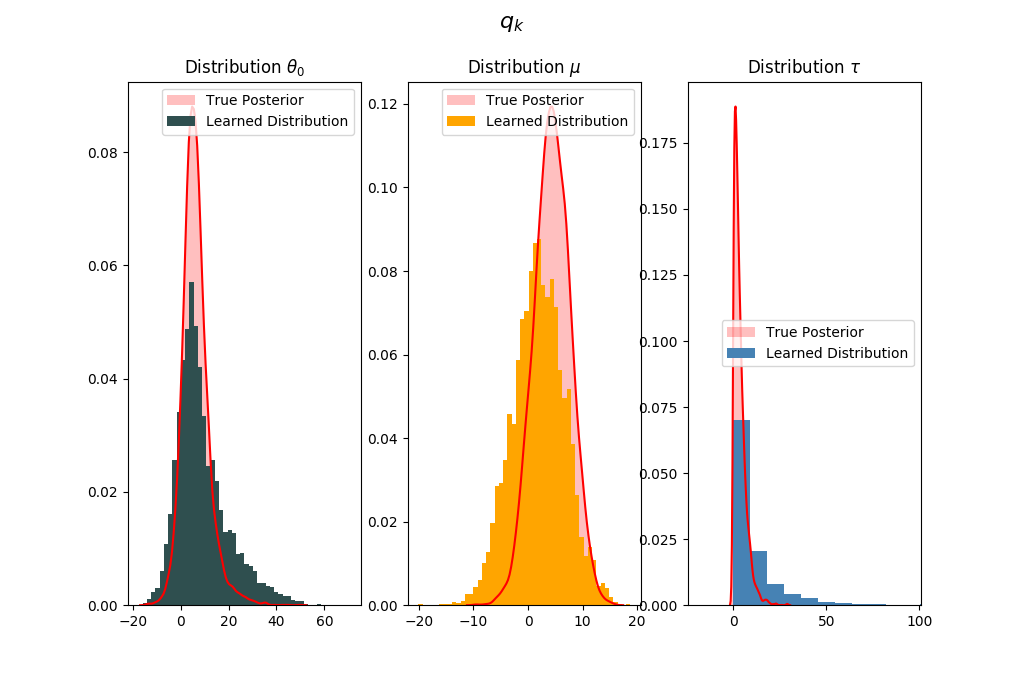 q_k
Distribution θ_0
True Posterior
Learned Distribution
0.08
0.06
0.04
0.02
0.00
−20 0 20 40 60
Distribution μ
True Posterior
Learned Distribution
0.12
0.10
0.08
0.06
0.04
0.02
0.00
−20 −10 0 10 20
Distribution τ
True Posterior
Learned Distribution
0.175
0.150
0.125
0.100
0.075
0.050
0.025
0.000
0 50 100